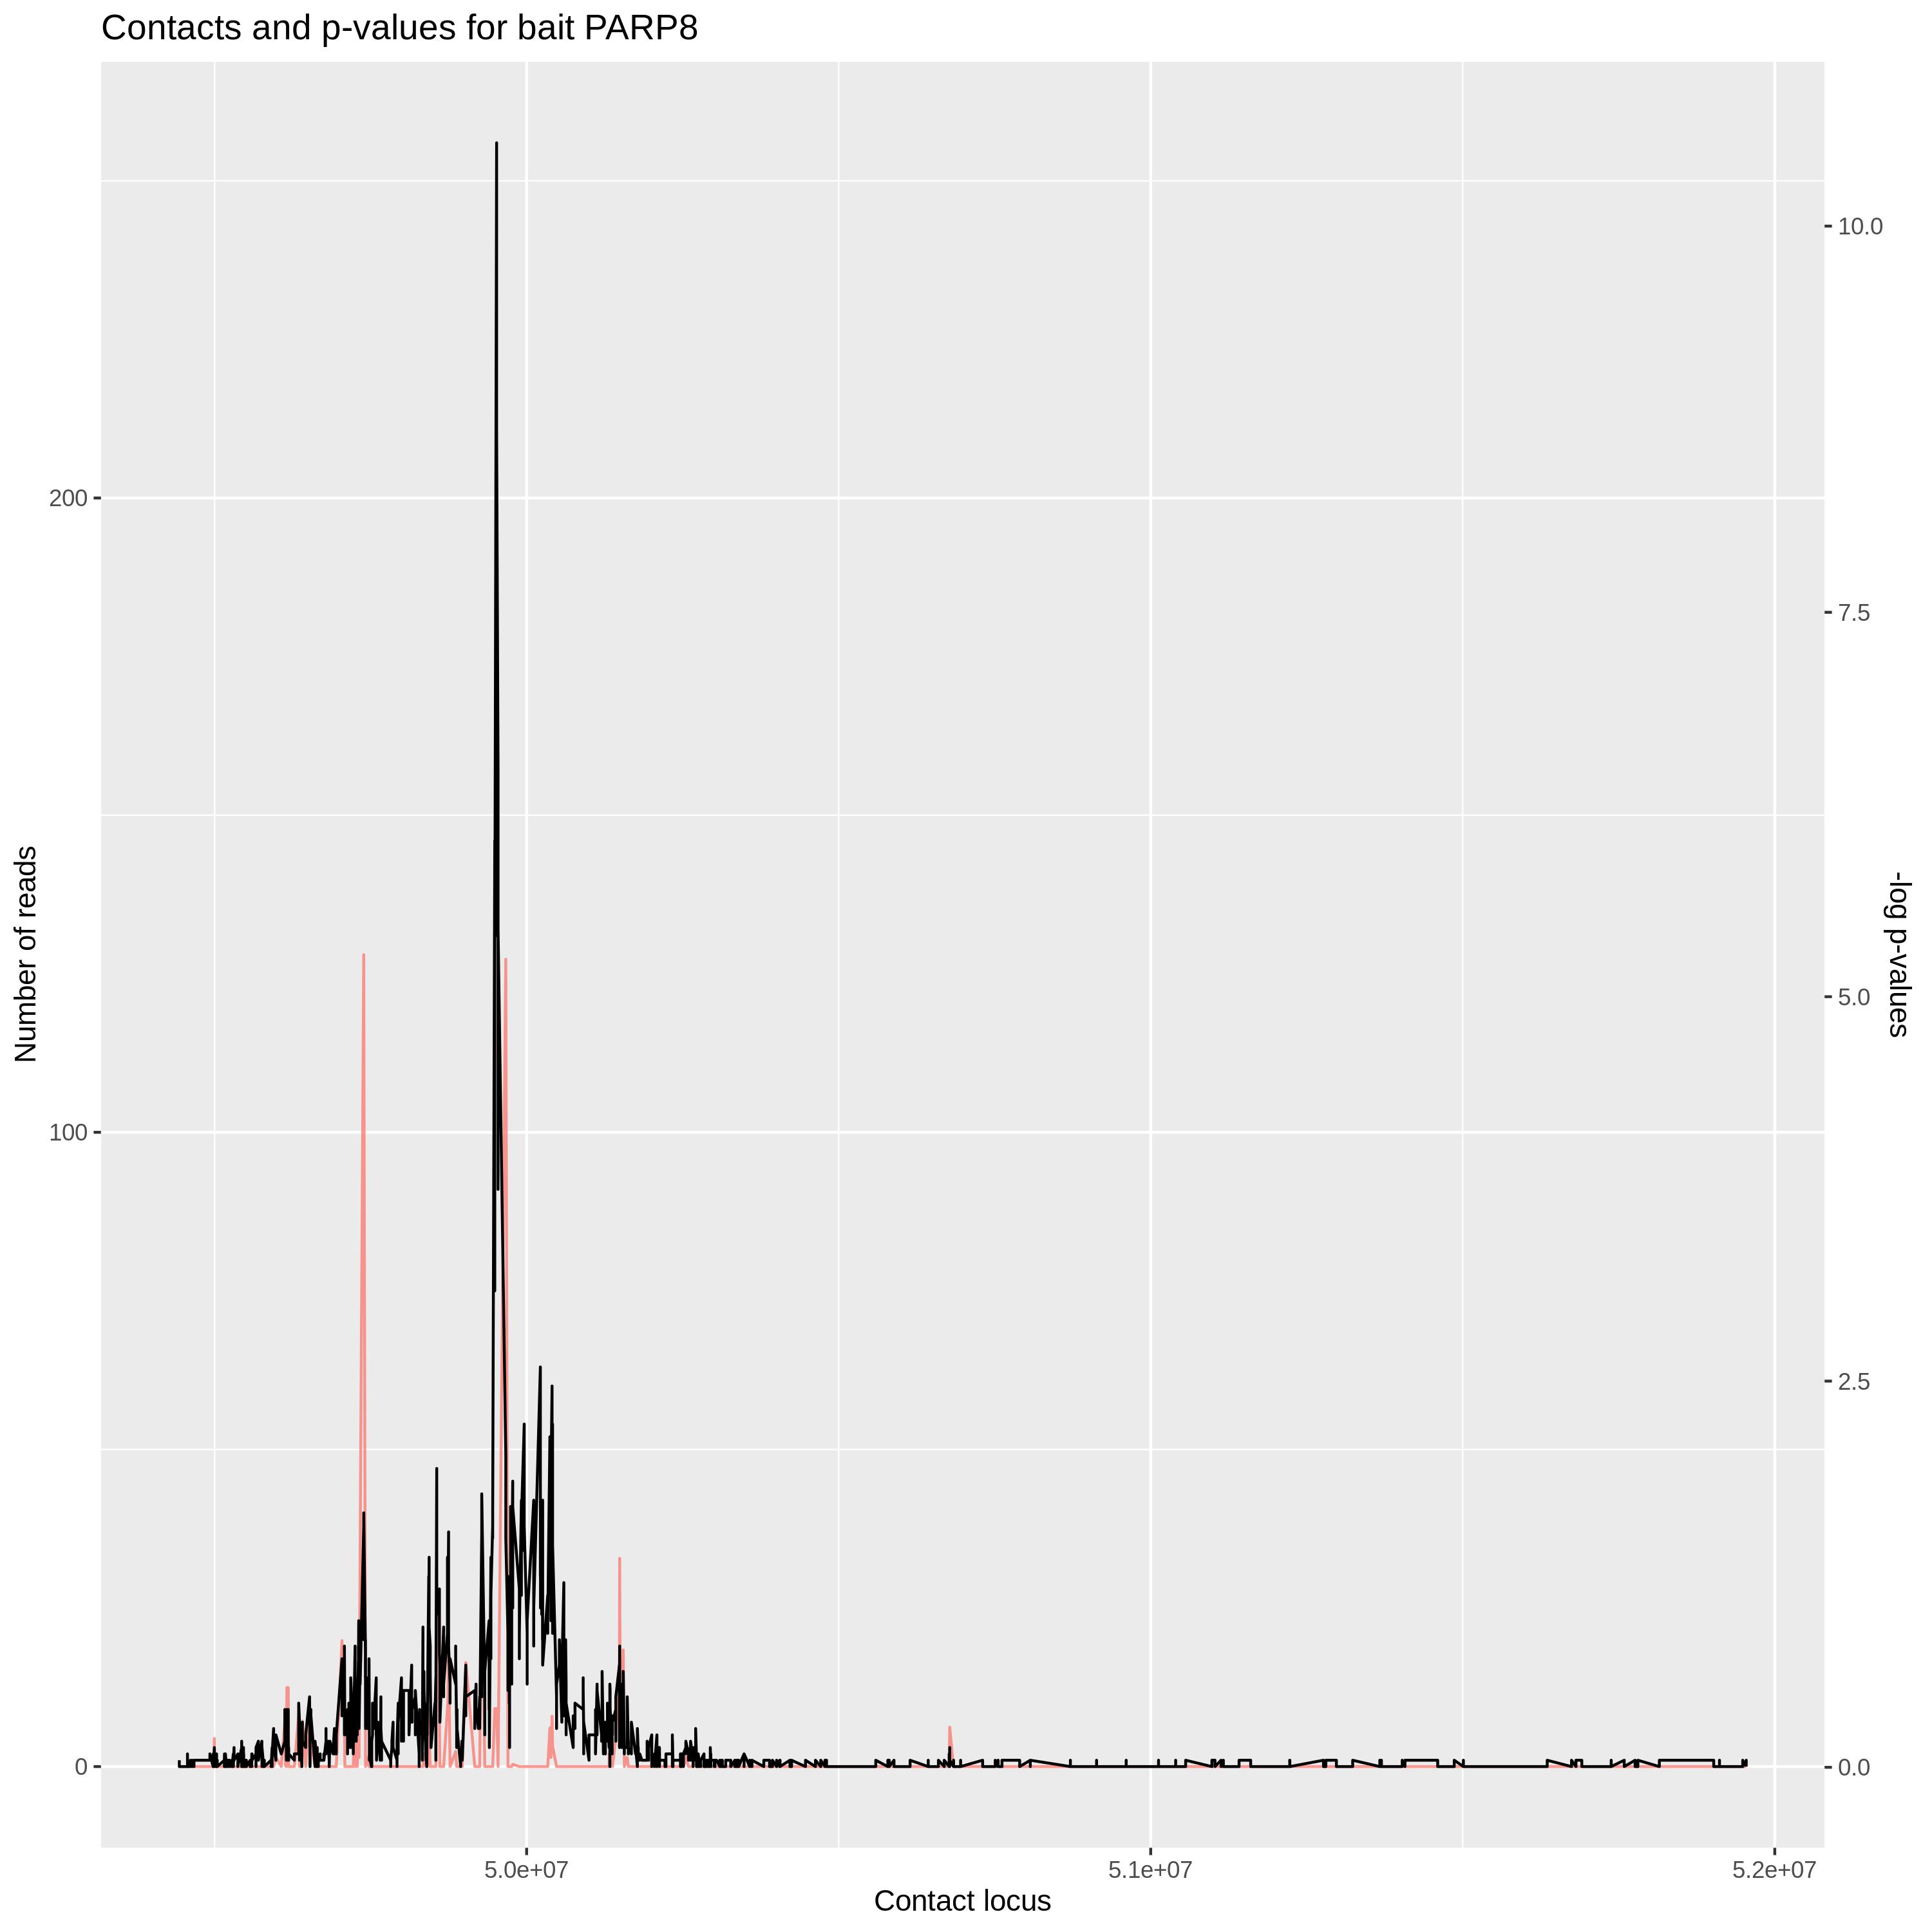 Contacts and p-values for bait PARP8
Number of reads
200
100
0
10.0
7.5
5.0
2.5
0.0
-log p-values
5.0e+07
5.1e+07
5.2e+07
Contact locus